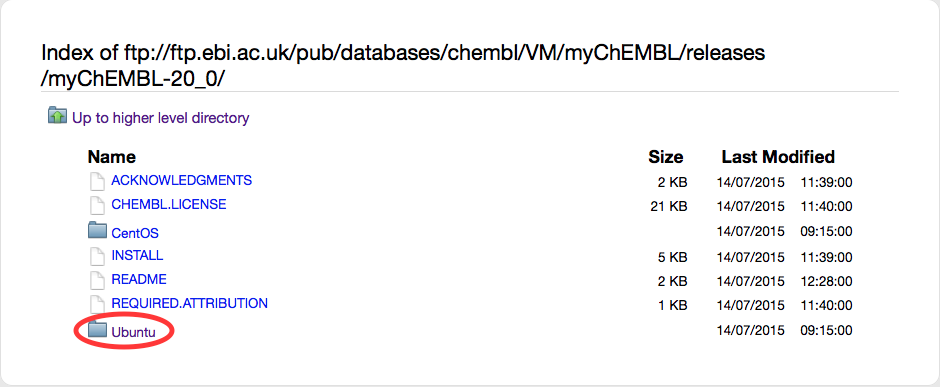 Index of ftp://ftp.ebi.ac.uk/pub/databases/chembl/VM/myChEMBL/releases
/myChEMBL-20_0/
Up to higher level directory
Name Size Last Modified
ACKNOWLEDGMENTS 2 KB 14/07/2015 11:39:00
CHEMBL.LICENSE 21 KB 14/07/2015 11:40:00
CentOS 14/07/2015 09:15:00
INSTALL 5 KB 14/07/2015 11:39:00
README 2 KB 14/07/2015 12:28:00
REQUIRED.ATTRIBUTION 1 KB 14/07/2015 11:40:00
Ubuntu 14/07/2015 09:15:00